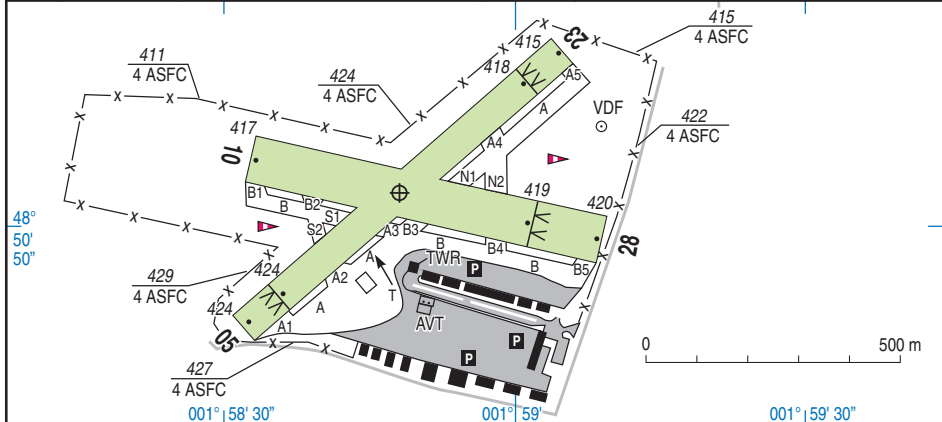 415
4 ASFC
415
23
411
4 ASFC
424
4 ASFC
418
A5
A
VDF
422
4 ASFC
417
10
A4
N1
N2
419
420
B1
B
B2
S1
S2
A3
B3
B
B4
B
B5
28
48°
50'
50"
TWR
P
A
429
4 ASFC
424
A2
A
T
424
A1
05
AVT
P
P
427
4 ASFC
0
500 m
001° 58' 30"
001° 59'
001° 59' 30"